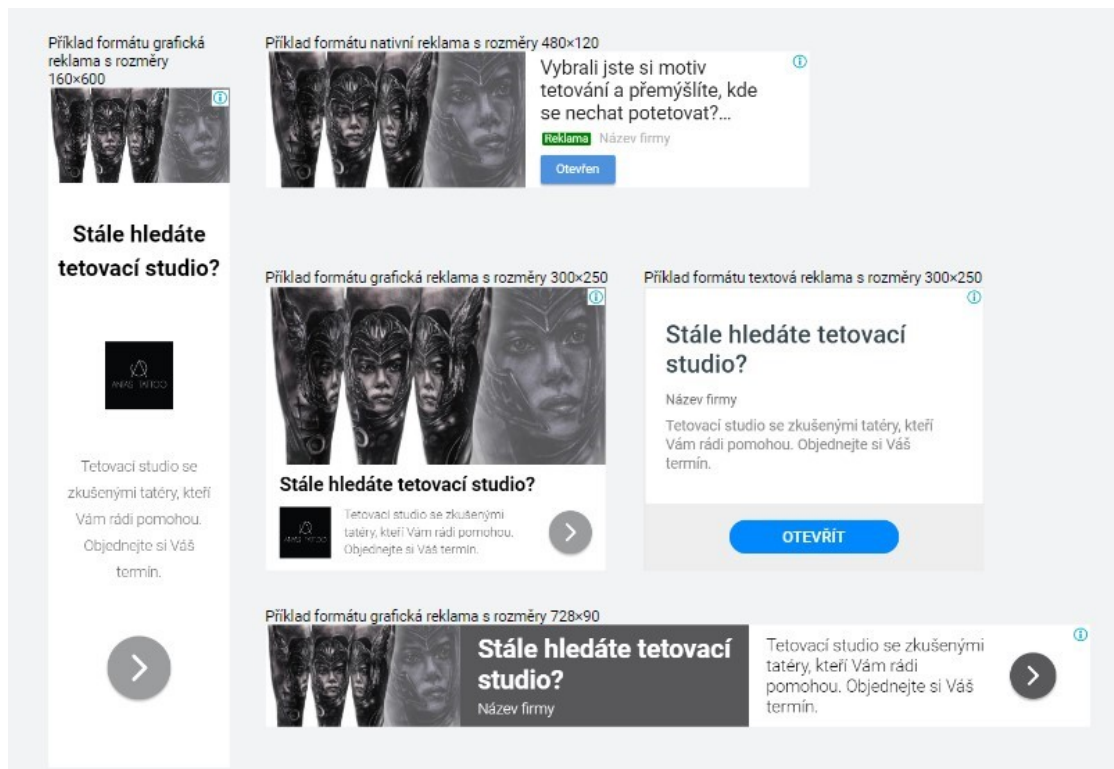 Příklad formátu grafická
reklama s rozměry
160×600
Stále hledáte
tetovací studio?
ANTAS TATTOO
Tetovací studio se
zkušenými tatéry, kteří
Vám rádi pomohou.
Objednejte si Váš
termín.
Příklad formátu nativní reklama s rozměry 480×120
Vybrali jste si motiv
tetování a přemýšlíte, kde
se nechat potetovat?...
Reklama Název firmy
Otevřen
Příklad formátu grafická reklama s rozměry 300×250
Stále hledáte tetovací studio?
Tetovací studio se zkušenými
tatéry, kteří Vám rádi pomohou.
Objednejte si Váš termín.
Příklad formátu textová reklama s rozměry 300×250
Stále hledáte tetovací
studio?
Název firmy
Tetovací studio se zkušenými tatéry, kteří
Vám rádi pomohou. Objednejte si Váš
termín.
OTEVŘÍT
Příklad formátu grafická reklama s rozměry 728×90
Stále hledáte tetovací
studio?
Název firmy
Tetovací studio se zkušenými
tatéry, kteří Vám rádi
pomohou. Objednejte si Váš
termín.